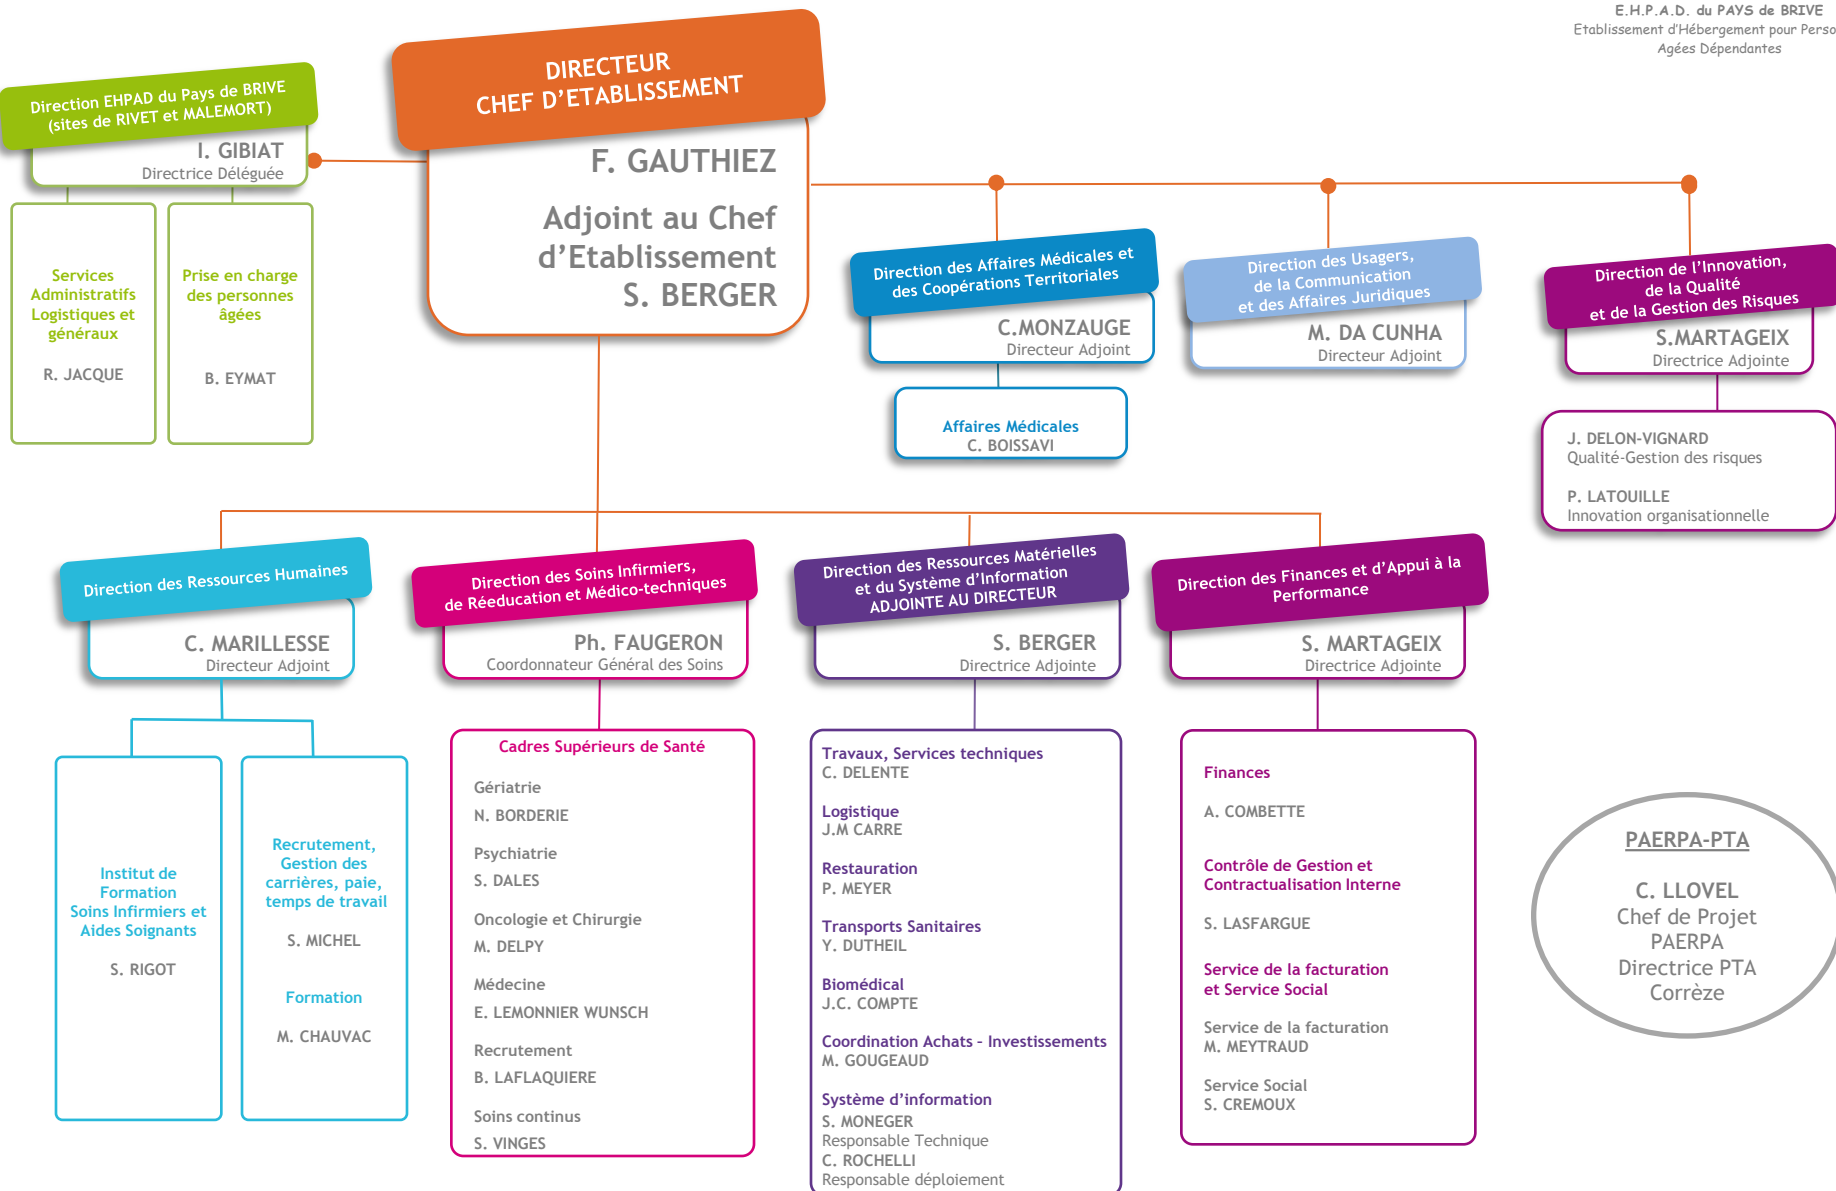 E.H.P.A.D. du PAYS de BRIVE
Etablissement d'Hébergement pour Perso
Agées Dépendantes
DIRECTEUR
CHEF D'ETABLISSEMENT
F. GAUTHIEZ
Adjoint au Chef
d'Etablissement
S. BERGER
Direction EHPAD du Pays de BRIVE
(sites de RIVET et MALEMORT)
I. GIBIAT
Directrice Déléguée
Services
Administratifs
Logistiques et
généraux
R. JACQUE
Prise en charge
des personnes
âgées
B. EYMAT
Direction des Affaires Médicales et
des Coopérations Territoriales
C.MONZAUGE
Directeur Adjoint
Affaires Médicales
C. BOISSAVI
Direction des Usagers,
de la Communication
et des Affaires Juridiques
M. DA CUNHA
Directeur Adjoint
Direction de l'Innovation,
de la Qualité
et de la Gestion des Risques
S.MARTAGEIX
Directrice Adjointe
J. DELON-VIGNARD
Qualité-Gestion des risques
P. LATOUILLE
Innovation organisationnelle
Direction des Ressources Humaines
C. MARILLESSE
Directeur Adjoint
Institut de
Formation
Soins Infirmiers et
Aides Soignants
S. RIGOT
Recrutement,
Gestion des
carrières, paie,
temps de travail
S. MICHEL
Formation
M. CHAUVAC
Direction des Soins Infirmiers,
de Rééducation et Médico-techniques
Ph. FAUGERON
Coordonnateur Général des Soins
Cadres Supérieurs de Santé
Gériatrie
N. BORDERIE
Psychiatrie
S. DALES
Oncologie et Chirurgie
M. DELPY
Médecine
E. LEMONNIER WUNSCH
Recrutement
B. LAFLAQUIERE
Soins continus
S. VINGES
Direction des Ressources Matérielles
et du Système d'Information
ADJOINTE AU DIRECTEUR
S. BERGER
Directrice Adjointe
Travaux, Services techniques
C. DELENTE
Logistique
J.M CARRE
Restauration
P. MEYER
Transports Sanitaires
Y. DUTHEIL
Biomédical
J.C. COMPTE
Coordination Achats - Investissements
M. GOUGEAUD
Système d'information
S. MONEGER
Responsable Technique
C. ROCHELLI
Responsable déploiement
Direction des Finances et d'Appui à la
Performance
S. MARTAGEIX
Directrice Adjointe
Finances
A. COMBETTE
Contrôle de Gestion et
Contractualisation Interne
S. LASFARGUE
Service de la facturation
et Service Social
Service de la facturation
M. MEYTRAUD
Service Social
S. CREMOUX
PAERPA-PTA
C. LLOVEL
Chef de Projet
PAERPA
Directrice PTA
Corrèze